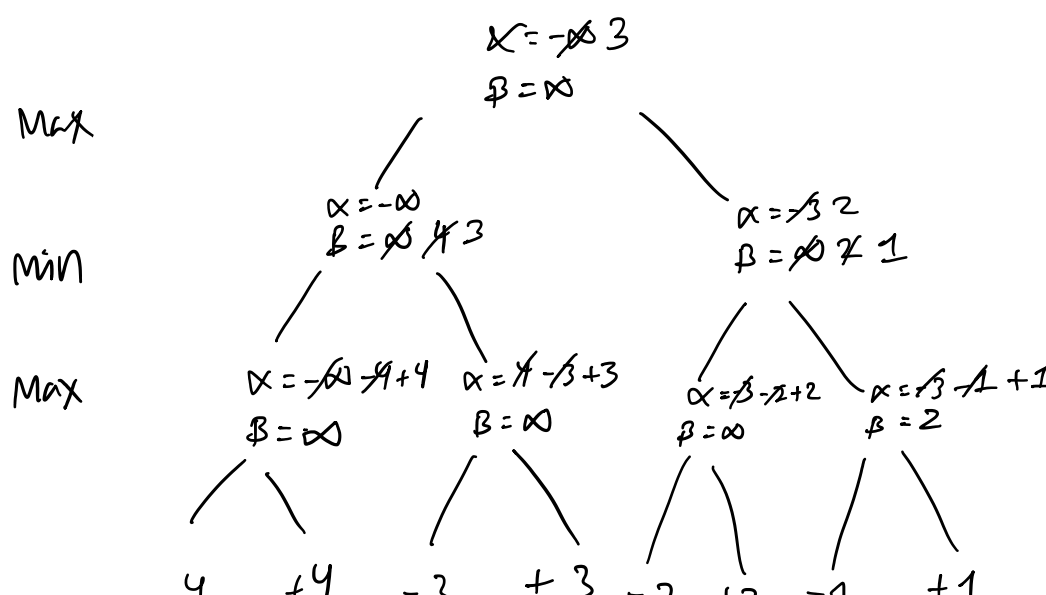 α = -∞ 3
β = ∞
Max
α = -∞
β = ∞ 4 3
α = -3 2
β = ∞ 2 1
Min
Max
α = -∞ -4 +4
β = ∞
α = 4 -3 +3
β = ∞
α = -3 -2 +2
β = ∞
α = -3 -1 +1
β = 2
4 +4 -3 +3 -2 +2 -1 +1